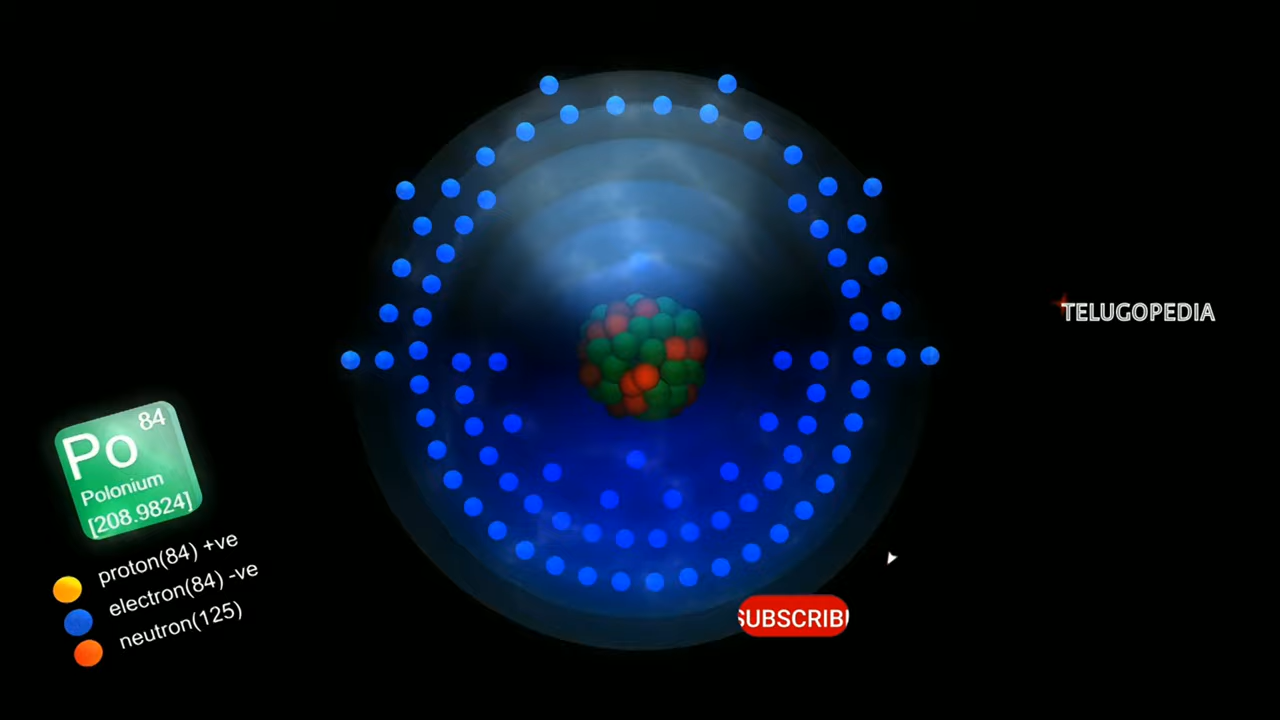 84
Po
Polonium
[208.9824]
proton(84) +ve
electron(84) -ve
neutron(125)
TELUGOPEDIA
SUBSCRIB